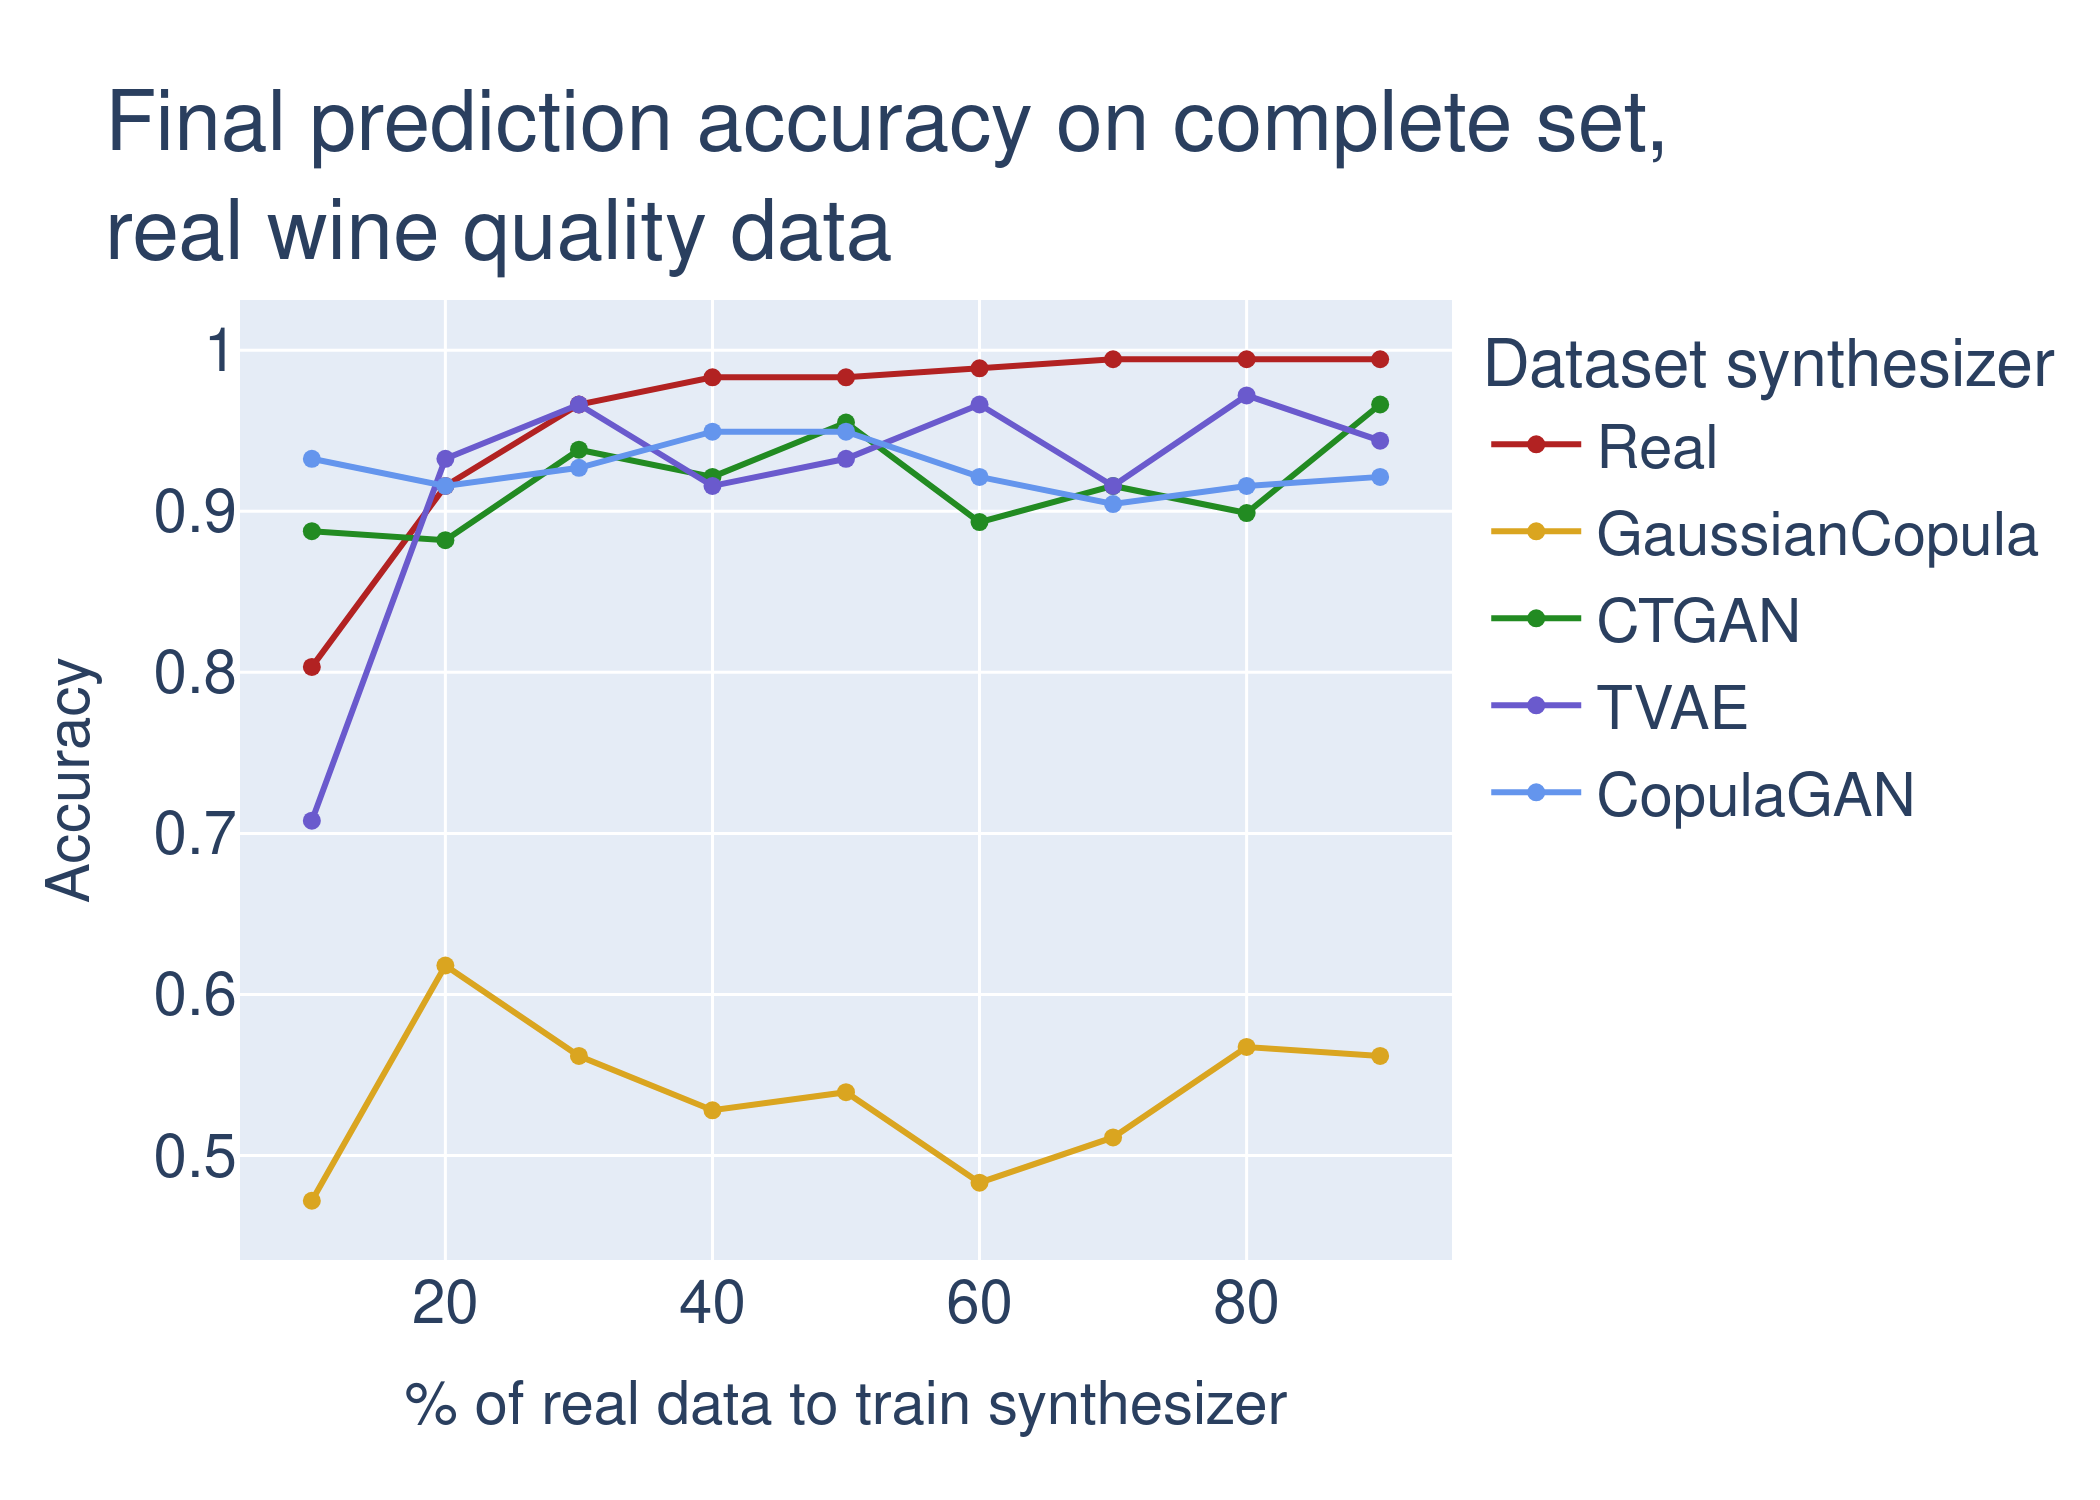 Final prediction accuracy on complete set,
real wine quality data
1
0.9
0.8
0.7
0.6
0.5
Accuracy
20
40
60
80
% of real data to train synthesizer
Dataset synthesizer
Real
GaussianCopula
CTGAN
TVAE
CopulaGAN